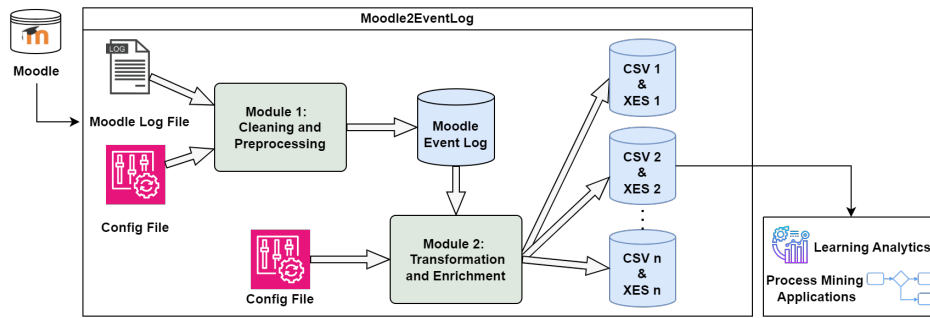 Moodle2EventLog
m
Moodle
LOG
Moodle Log File
Config File
Module 1:
Cleaning and
Preprocessing
Moodle
Event Log
Config File
Module 2:
Transformation
and Enrichment
CSV 1
&
XES 1
CSV 2
&
XES 2
CSV n
&
XES n
Learning Analytics
Process Mining
Applications